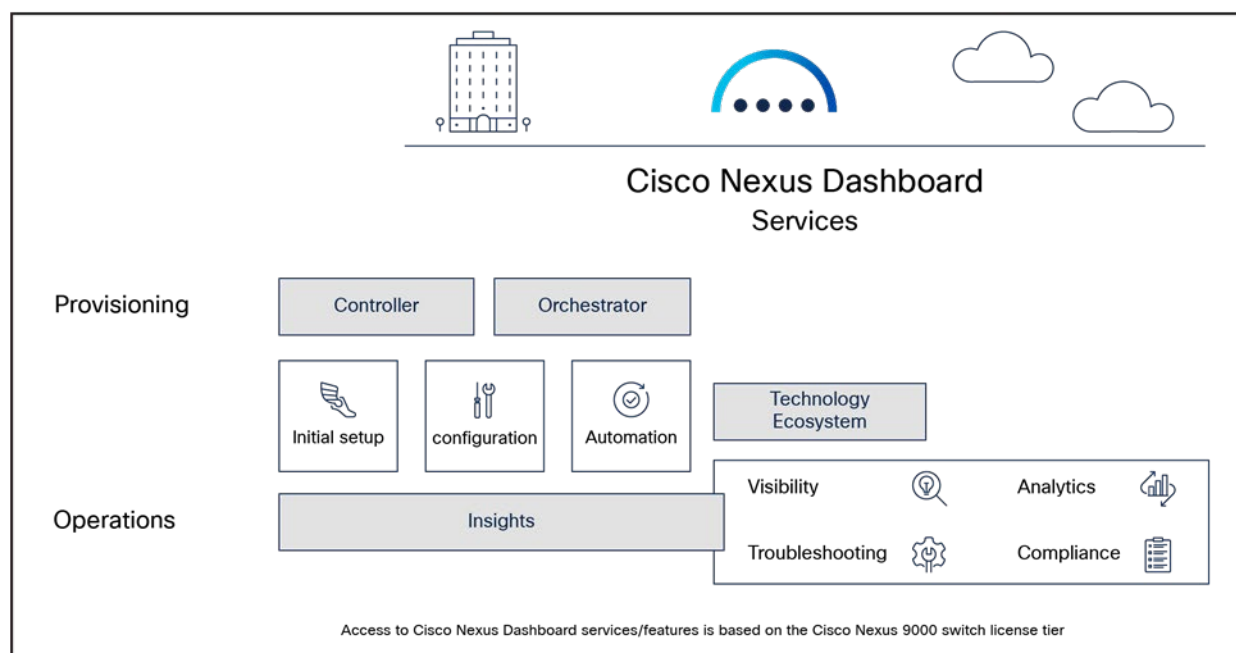 Cisco Nexus Dashboard
Services
Provisioning
Controller
Orchestrator
Initial setup
configuration
Automation
Technology
Ecosystem
Operations
Insights
Visibility
Analytics
Troubleshooting
Compliance
Access to Cisco Nexus Dashboard services/features is based on the Cisco Nexus 9000 switch license tier